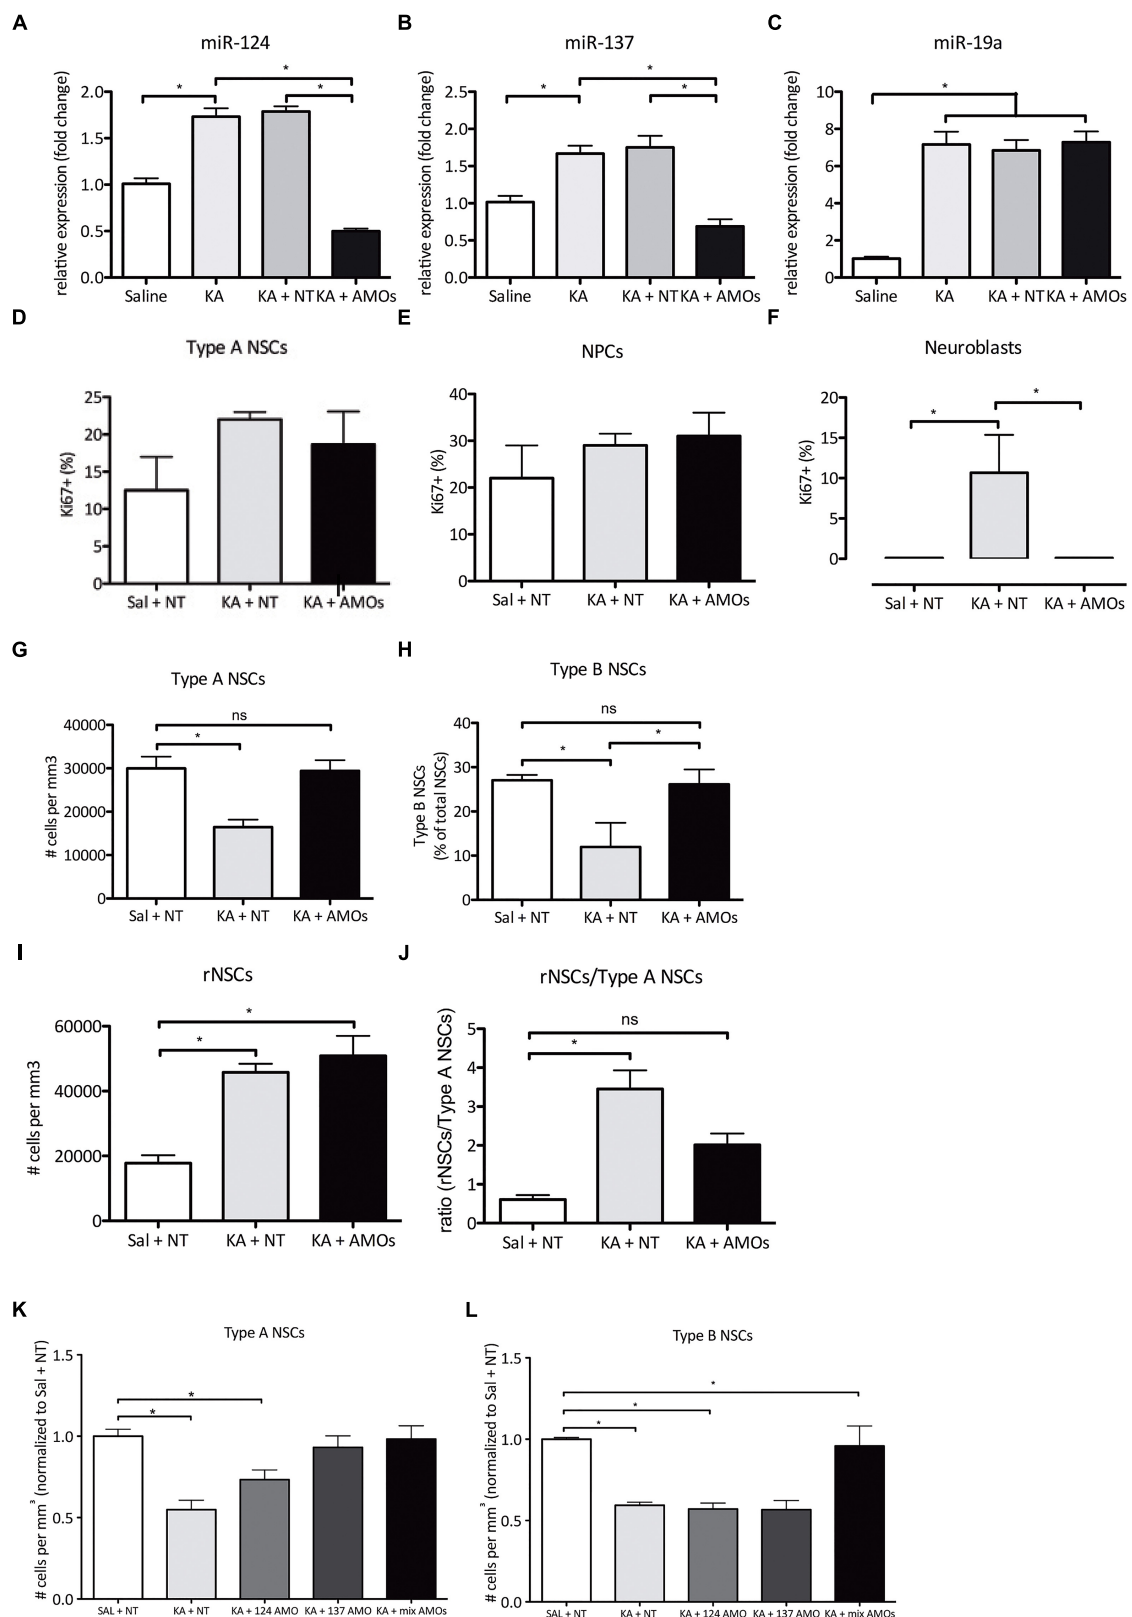 A
B
C
miR-124
miR-137
miR-19a
relative expression (fold change)
2.0
1.5
1.0
0.5
0.0
*
*
*
Saline
KA
KA + NT
KA + AMOs
relative expression (fold change)
2.5
2.0
1.5
1.0
0.5
0.0
*
*
*
Saline
KA
KA + NT
KA + AMOs
relative expression (fold change)
10
8
6
4
2
0
*
Saline
KA
KA + NT
KA + AMOs
D
E
F
Type A NSCs
NPCs
Neuroblasts
Ki67+ (%)
25
20
15
10
5
0
Sal + NT
KA + NT
KA + AMOs
Ki67+ (%)
40
30
20
10
0
Sal + NT
KA + NT
KA + AMOs
Ki67+ (%)
20
15
10
5
0
*
*
Sal + NT
KA + NT
KA + AMOs
G
H
Type A NSCs
Type B NSCs
# cells per mm3
40000
30000
20000
10000
0
ns
*
Sal + NT
KA + NT
KA + AMOs
Type B NSCs
(% of total NSCs)
40
30
20
10
0
ns
*
*
Sal + NT
KA + NT
KA + AMOs
I
J
rNSCs
rNSCs/Type A NSCs
# cells per mm3
60000
40000
20000
0
*
*
Sal + NT
KA + NT
KA + AMOs
ratio (rNSCs/Type A NSCs)
5
4
3
2
1
0
ns
*
Sal + NT
KA + NT
KA + AMOs
K
L
Type A NSCs
Type B NSCs
# cells per mm³ (normalized to Sal + NT)
1.5
1.0
0.5
0.0
*
*
SAL + NT
KA + NT
KA + 124 AMO
KA + 137 AMO
KA + mix AMOs
# cells per mm³ (normalized to Sal + NT)
1.5
1.0
0.5
0.0
*
*
*
SAL + NT
KA + NT
KA + 124 AMO
KA + 137 AMO
KA + mix AMOs